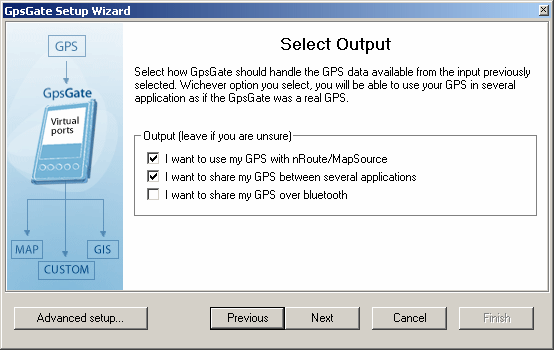 GpsGate Setup Wizard
GPS
GpsGate
Virtual
ports
MAP
GIS
CUSTOM
Select Output
Select how GpsGate should handle the GPS data available from the input previously
selected. Wichever option you select, you will be able to use your GPS in several
application as if the GpsGate was a real GPS.
Output (leave if you are unsure)
I want to use my GPS with nRoute/MapSource
I want to share my GPS between several applications
I want to share my GPS over bluetooth
Advanced setup...
Previous
Next
Cancel
Finish